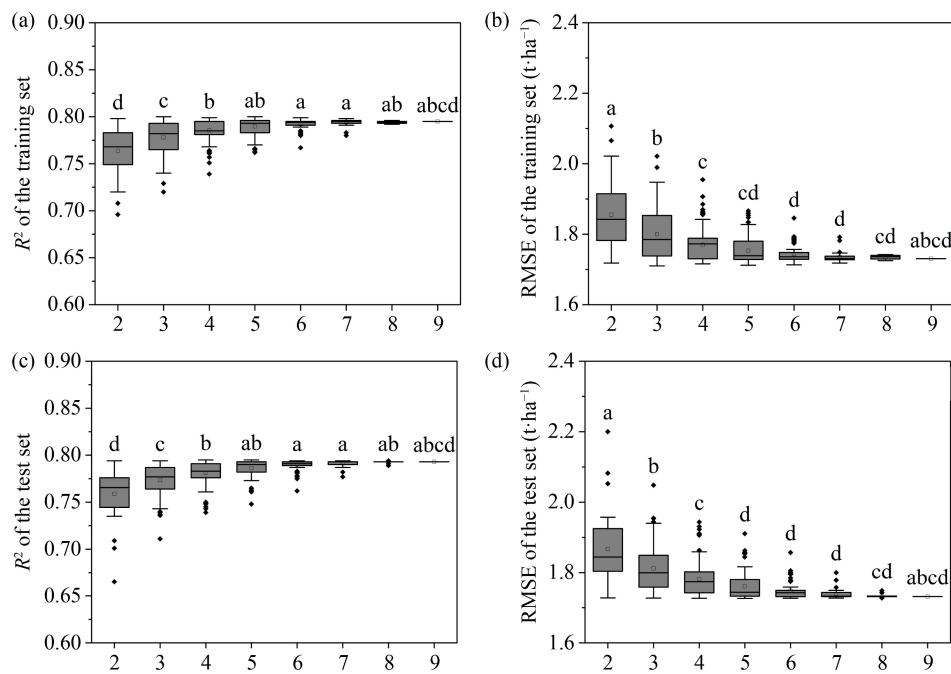 (a)
R² of the training set
0.90
0.85
0.80
0.75
0.70
0.65
0.60
d c b ab a a ab abcd
2 3 4 5 6 7 8 9
(b)
RMSE of the training set (t·ha⁻¹)
2.4
2.2
2.0
1.8
1.6
a b c cd d d cd abcd
2 3 4 5 6 7 8 9
(c)
R² of the test set
0.90
0.85
0.80
0.75
0.70
0.65
0.60
d c b ab a a ab abcd
2 3 4 5 6 7 8 9
(d)
RMSE of the test set (t·ha⁻¹)
2.4
2.2
2.0
1.8
1.6
a b c d d d cd abcd
2 3 4 5 6 7 8 9